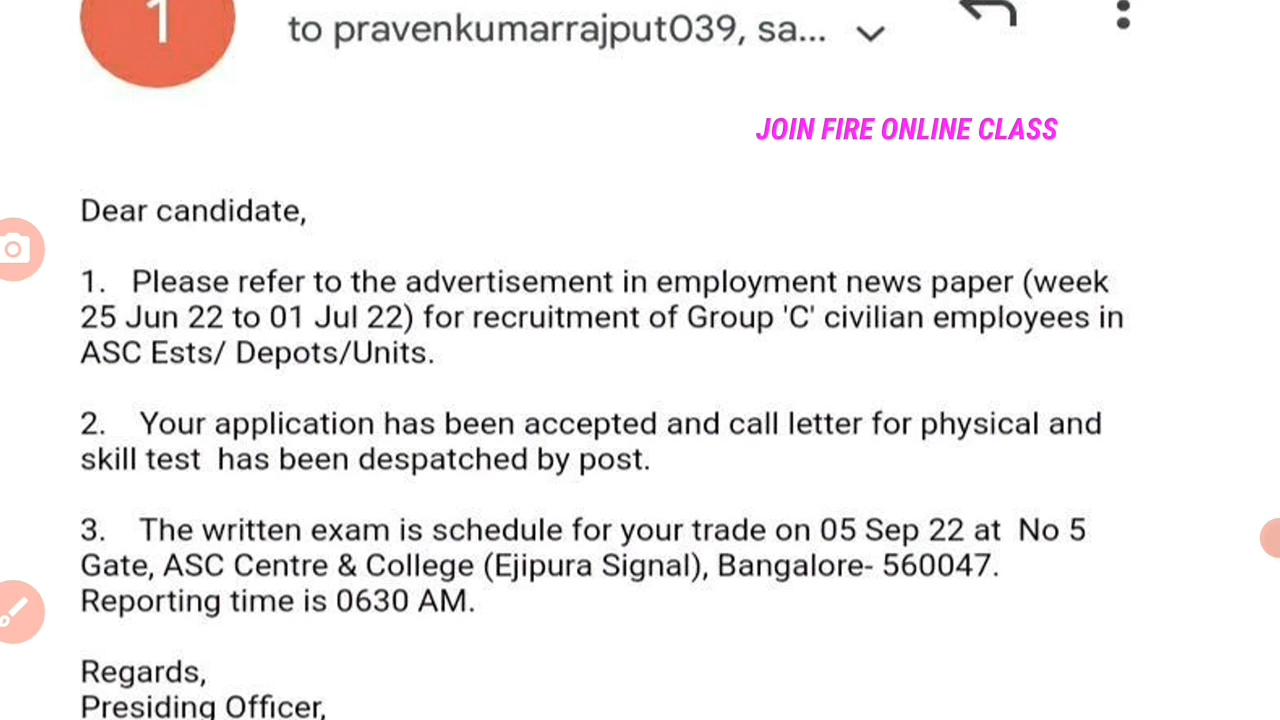 1
to pravenkumarrajput039, sa...
JOIN FIRE ONLINE CLASS
Dear candidate,
1. Please refer to the advertisement in employment news paper (week
25 Jun 22 to 01 Jul 22) for recruitment of Group 'C' civilian employees in
ASC Ests/ Depots/Units.
2. Your application has been accepted and call letter for physical and
skill test has been despatched by post.
3. The written exam is schedule for your trade on 05 Sep 22 at No 5
Gate, ASC Centre & College (Ejipura Signal), Bangalore- 560047.
Reporting time is 0630 AM.
Regards,
Presiding Officer,